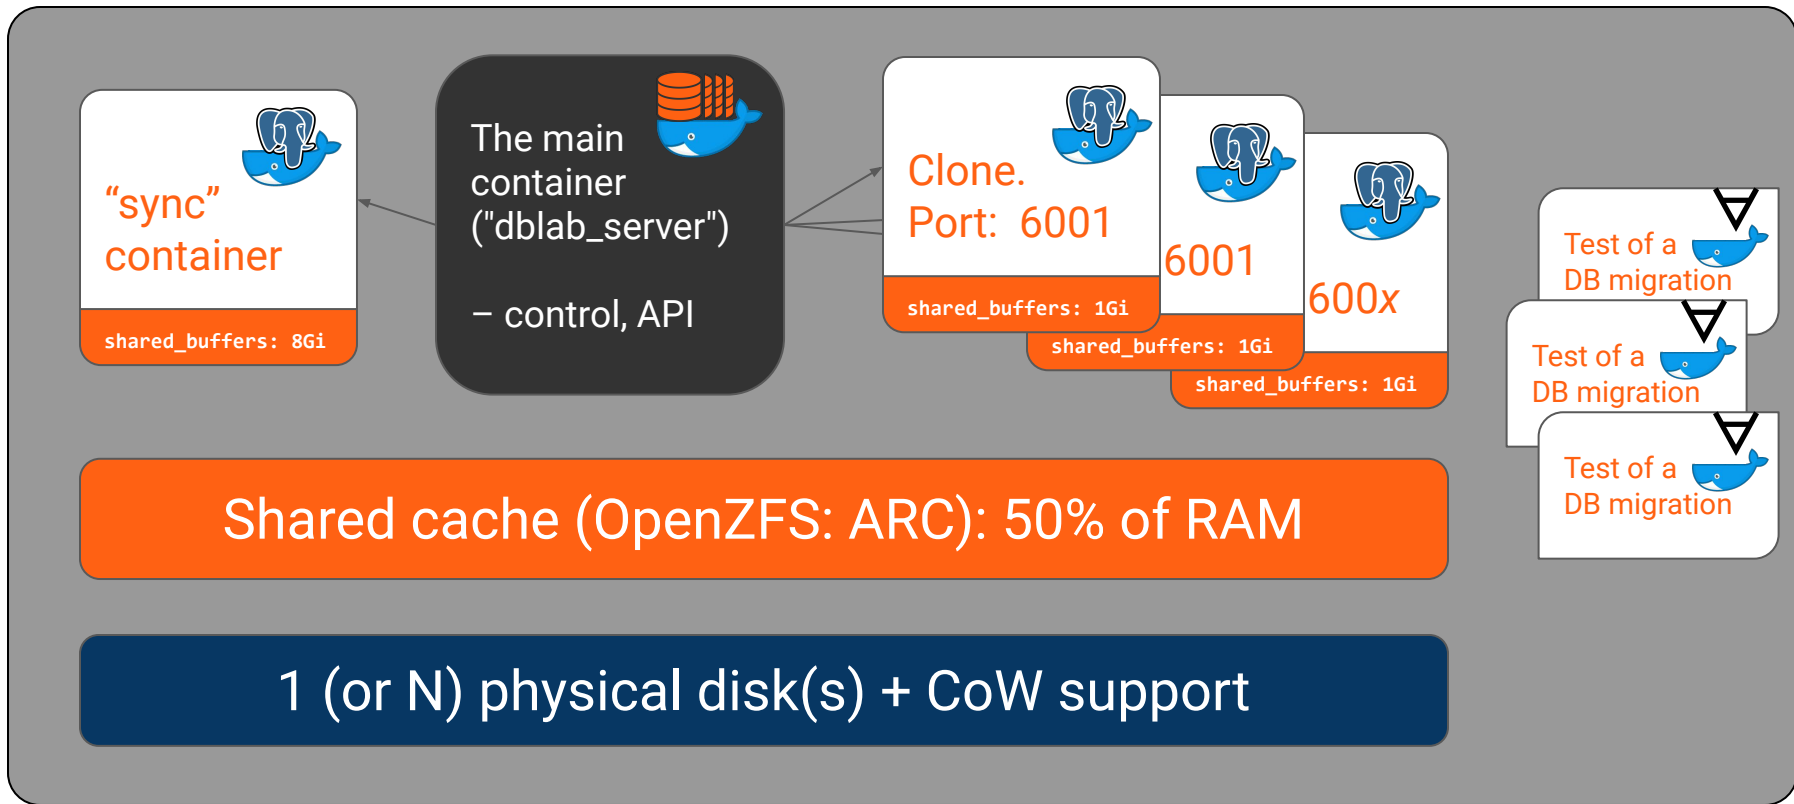 “sync”
container
shared_buffers: 8Gi
The main
container
("dblab_server")
– control, API
Clone.
Port: 6001
shared_buffers: 1Gi
6001
shared_buffers: 1Gi
600x
shared_buffers: 1Gi
Test of a
DB migration
Test of a
DB migration
Test of a
DB migration
Shared cache (OpenZFS: ARC): 50% of RAM
1 (or N) physical disk(s) + CoW support